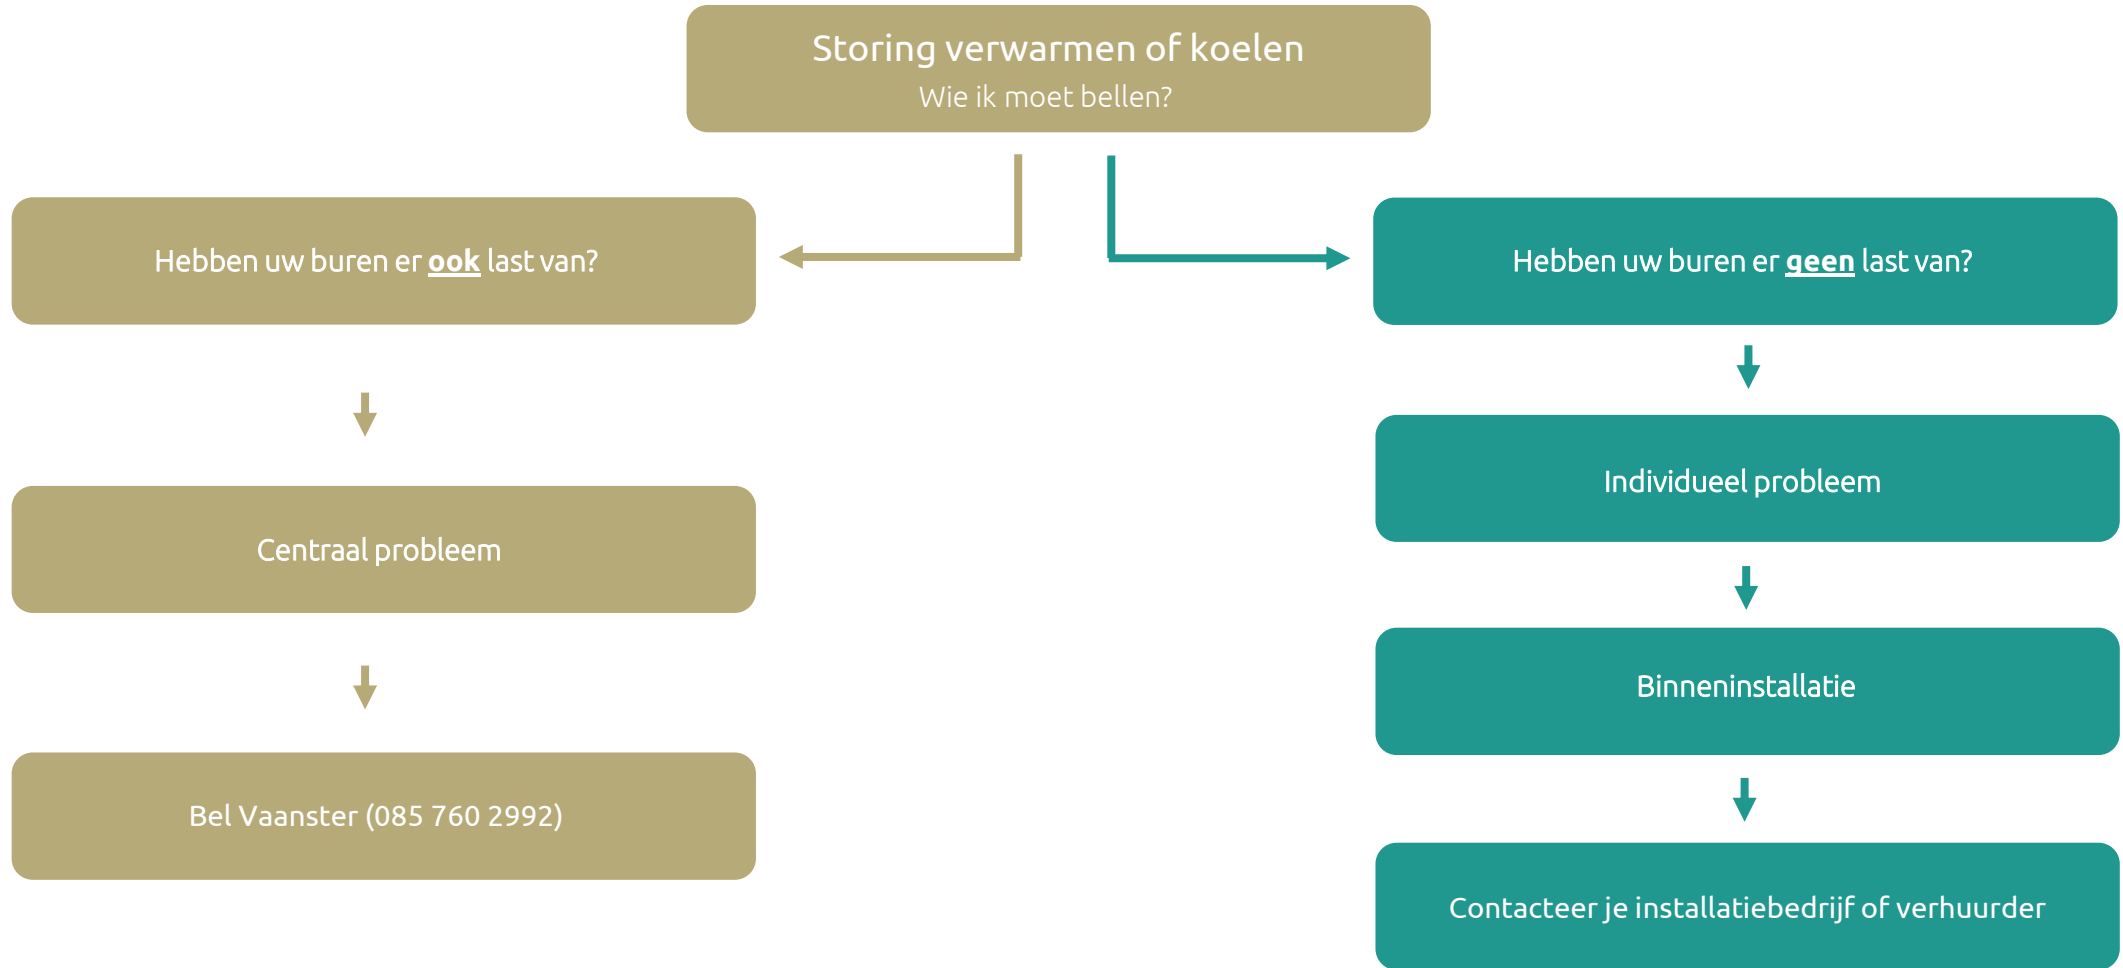 Storing verwarmen of koelen
Wie ik moet bellen?
Hebben uw buren er ook last van?
Centraal probleem
Bel Vaanster (085 760 2992)
Hebben uw buren er geen last van?
Individueel probleem
Binneninstallatie
Contacteer je installatiebedrijf of verhuurder